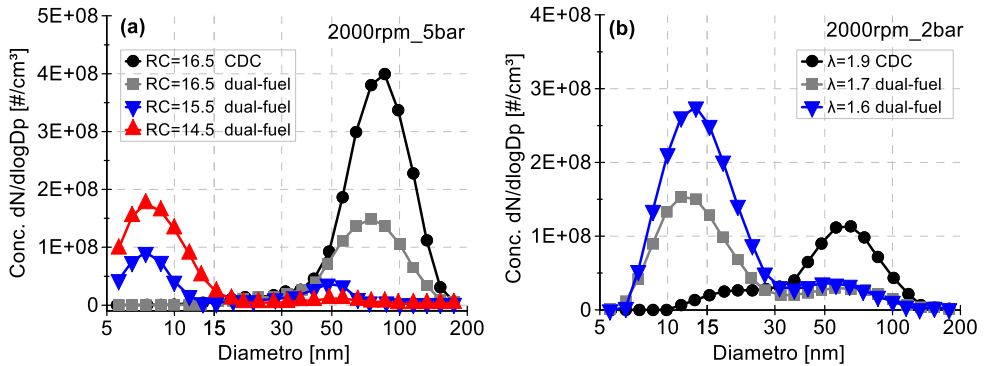 (a)
2000rpm_5bar
Conc. dN/dlogDp [#/cm³]
5E+08
4E+08
3E+08
2E+08
1E+08
0
RC=16.5 CDC
RC=16.5 dual-fuel
RC=15.5 dual-fuel
RC=14.5 dual-fuel
5 10 15 30 50 100 200
Diametro [nm]
(b)
2000rpm_2bar
Conc. dN/dlogDp [#/cm³]
4E+08
3E+08
2E+08
1E+08
0
λ=1.9 CDC
λ=1.7 dual-fuel
λ=1.6 dual-fuel
5 10 15 30 50 100 200
Diametro [nm]